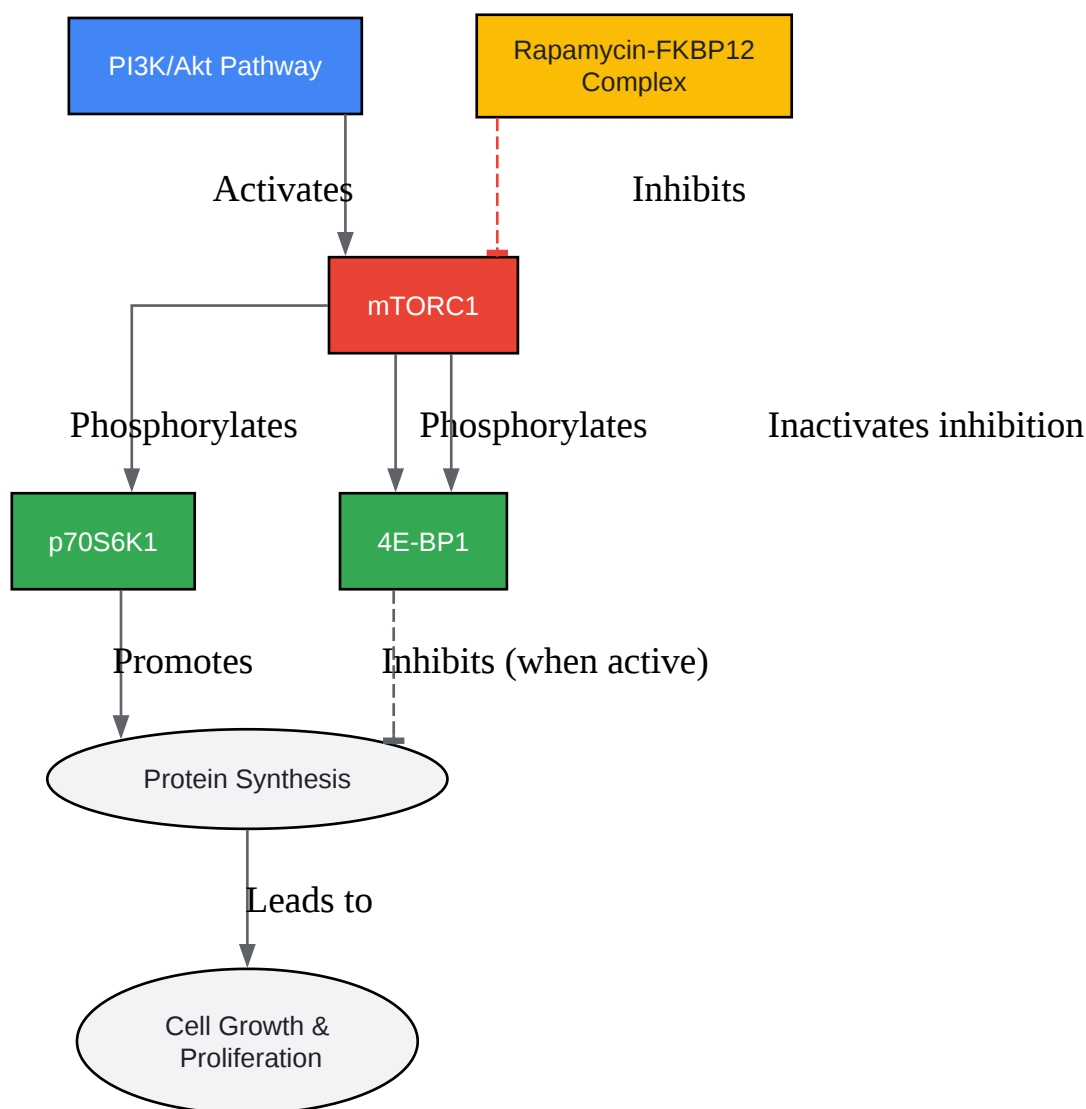 PI3K/Akt Pathway
Rapamycin-FKBP12
Complex
Activates
Inhibits
mTORC1
Phosphorylates
Phosphorylates
Inactivates inhibition
p70S6K1
4E-BP1
Promotes
Inhibits (when active)
Protein Synthesis
Leads to
Cell Growth &
Proliferation